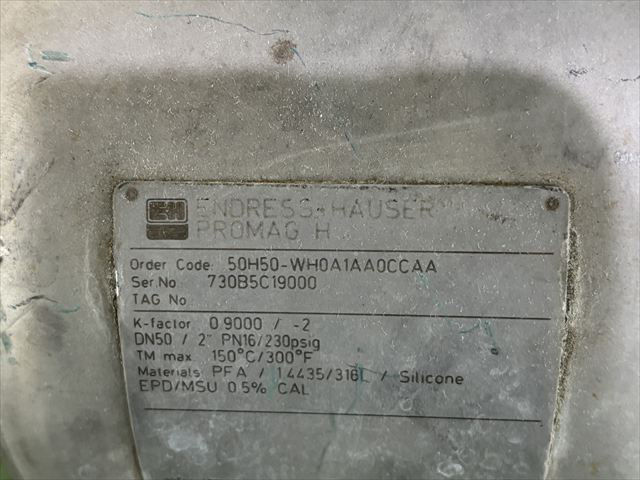 EH ENDRESS+HAUSER
PROMAG H
Order Code: 50H50-WH0A1AA0CCAA
Ser.No. 730B5C19000
TAG No.
K-factor 0.9000 / -2
DN50 / 2" PN16/230psig
TM max. 150°C/300°F
Materials: PFA / 1.4435/316L / Silicone
EPD/MSU 0.5% CAL